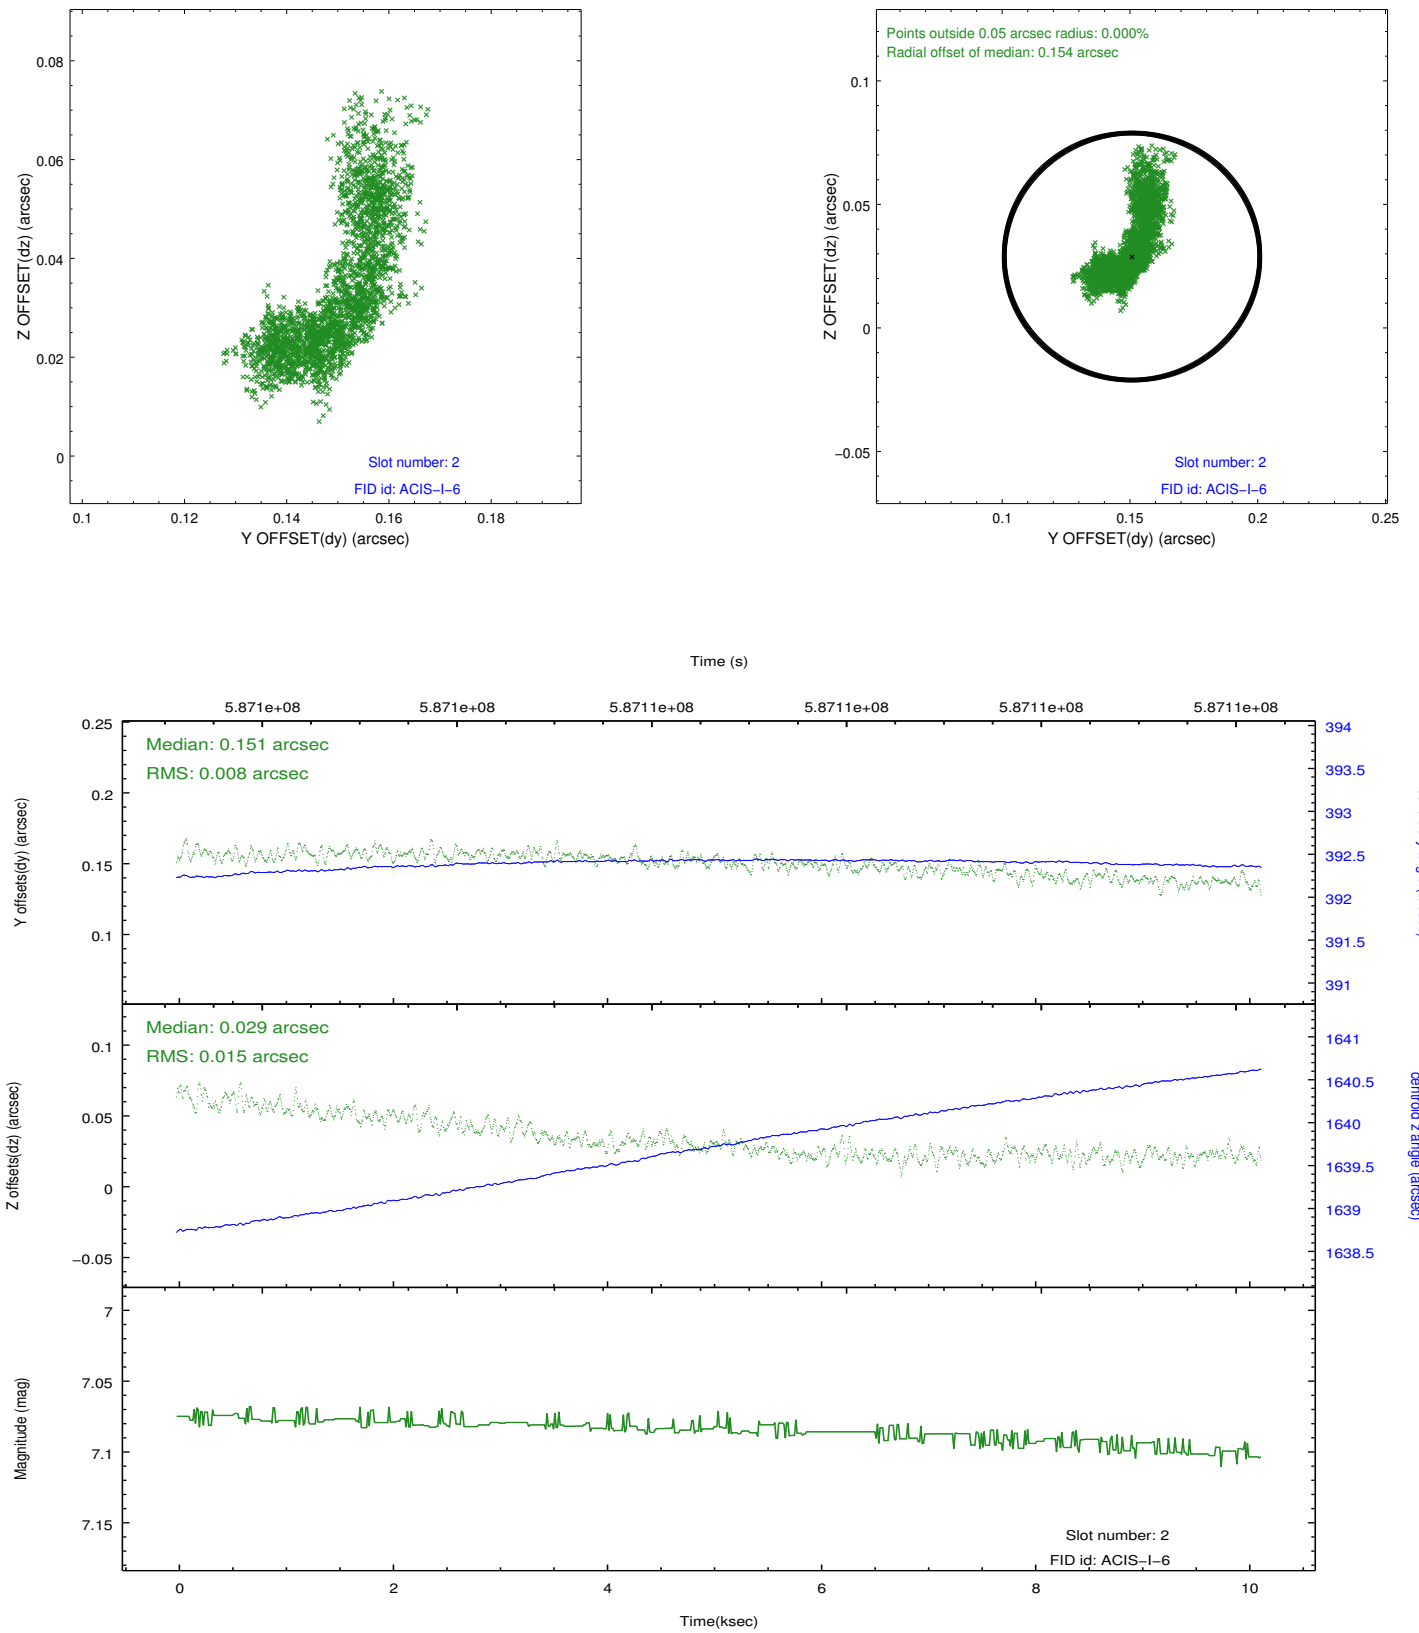 0.08
0.06
0.04
0.02
0
Z OFFSET(dz) (arcsec)
Slot number: 2
FID id: ACIS−I−6
0.1 0.12 0.14 0.16 0.18
Y OFFSET(dy) (arcsec)
Points outside 0.05 arcsec radius: 0.000%
Radial offset of median: 0.154 arcsec
0.1
0.05
0
−0.05
Z OFFSET(dz) (arcsec)
Slot number: 2
FID id: ACIS−I−6
0.1 0.15 0.2 0.25
Y OFFSET(dy) (arcsec)
Time (s)
5.871e+08 5.871e+08 5.8711e+08 5.8711e+08 5.8711e+08 5.8711e+08
Median: 0.151 arcsec
RMS: 0.008 arcsec
0.25
0.2
0.15
0.1
Y offsets(dy) (arcsec)
394
393.5
393
392.5
392
391.5
391
Median: 0.029 arcsec
RMS: 0.015 arcsec
0.1
0.05
0
−0.05
Z offsets(dz) (arcsec)
1641
1640.5
1640
1639.5
1639
1638.5
centroid z angle (arcsec)
7
7.05
7.1
7.15
Magnitude (mag)
Slot number: 2
FID id: ACIS−I−6
0 2 4 6 8 10
Time(ksec)